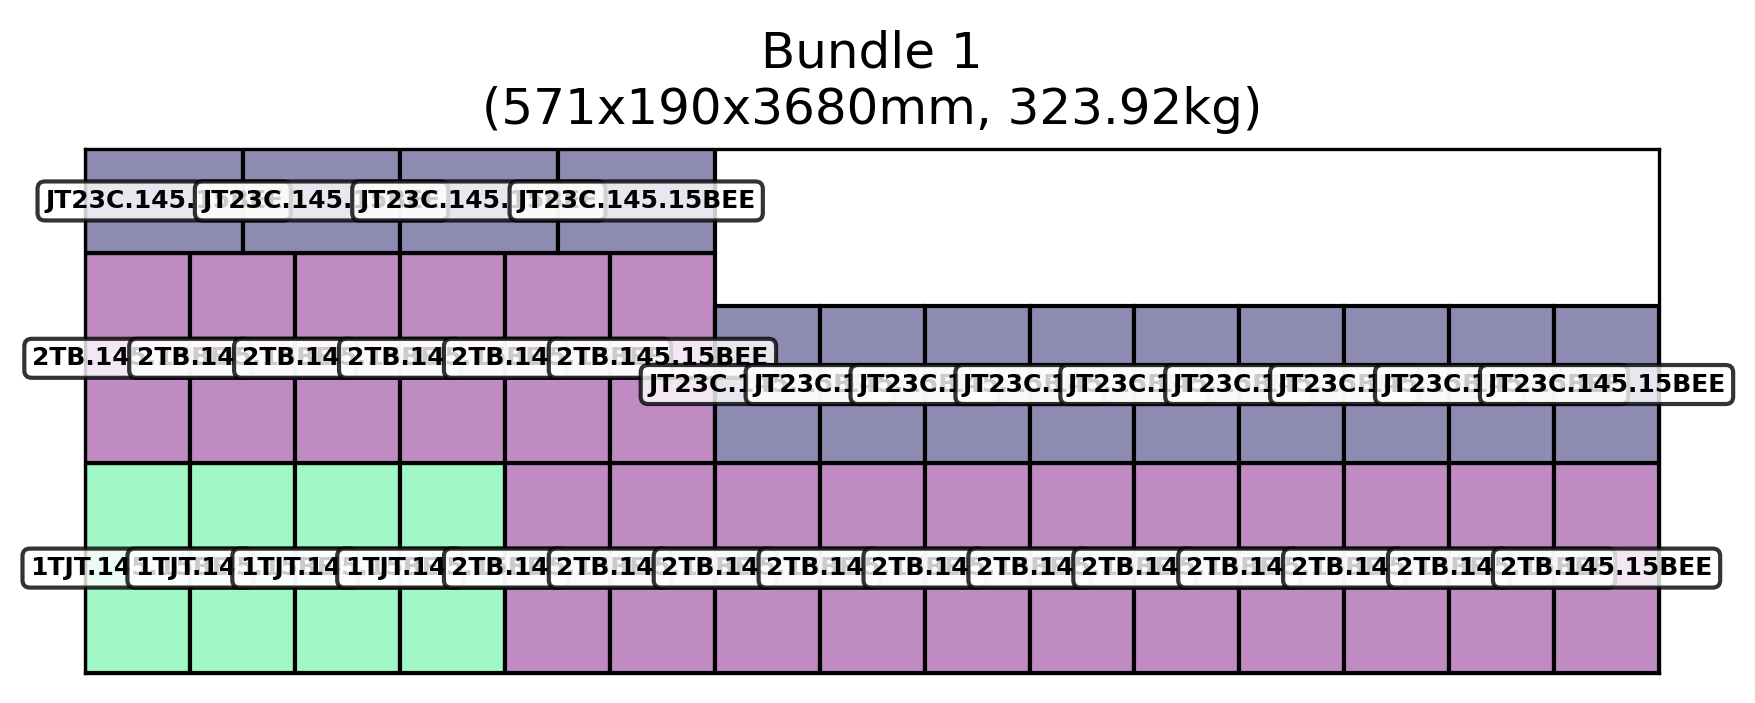 Bundle 1
(571x190x3680mm, 323.92kg)
JT23C.145. JT23C.145. JT23C.145. JT23C.145.15BEE
2TB.14 2TB.14 2TB.14 2TB.14 2TB.14 2TB.145.15BEE
JT23C.1 JT23C.1 JT23C.1 JT23C.1 JT23C.1 JT23C.1 JT23C.1 JT23C.1 JT23C.145.15BEE
1TJT.14 1TJT.14 1TJT.14 1TJT.14 2TB.14 2TB.14 2TB.14 2TB.14 2TB.14 2TB.14 2TB.14 2TB.14 2TB.14 2TB.14 2TB.145.15BEE